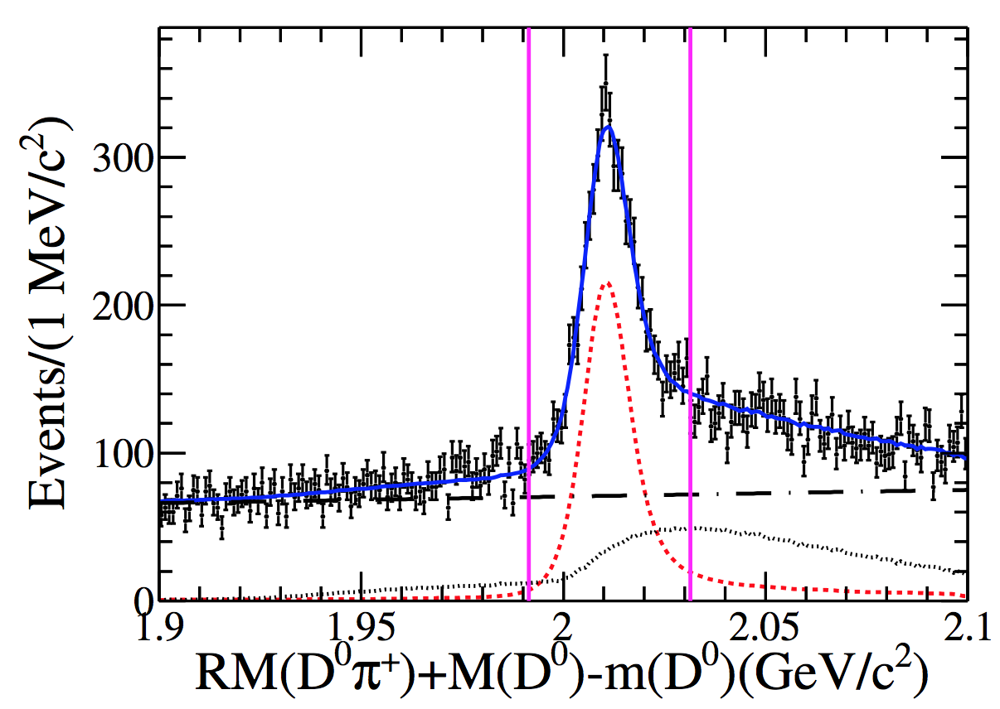 Events/(1 MeV/c²)
300
200
100
0
1.9 1.95 2 2.05 2.1
RM(D⁰π⁺)+M(D⁰)-m(D⁰)(GeV/c²)